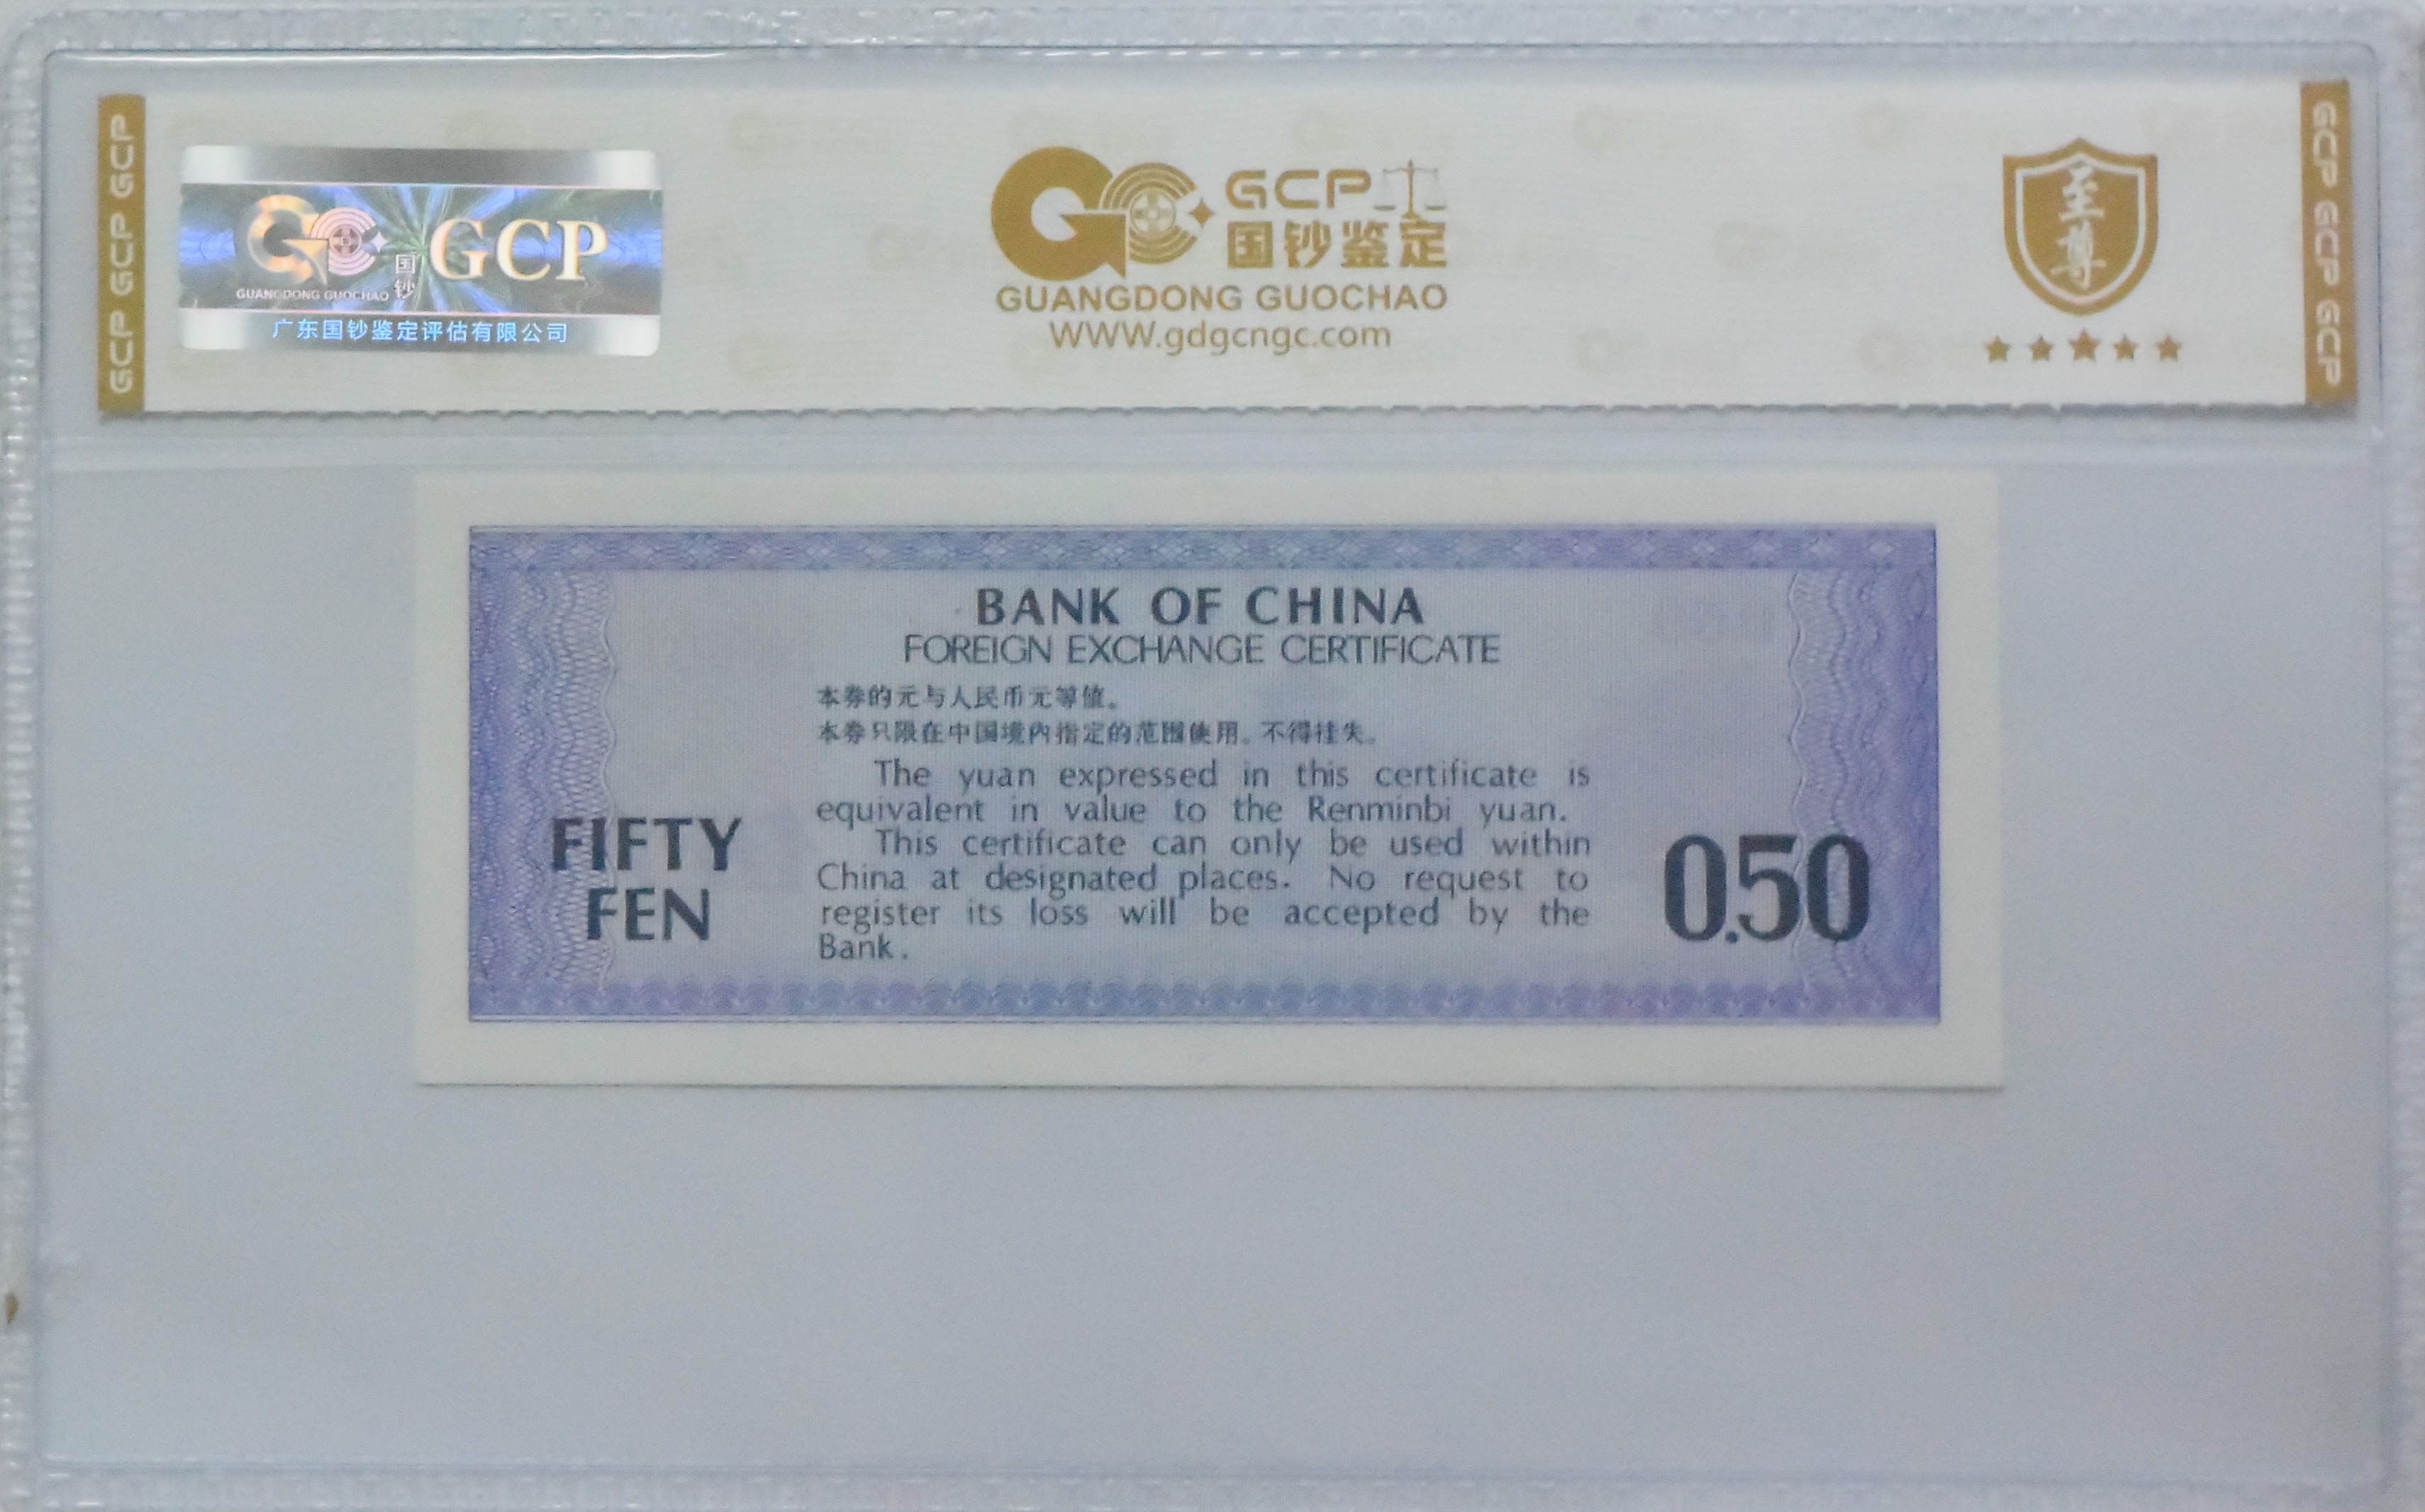 GCP GCP GCP
GCP
国
钞
GUANGDONG GUOCHAO
广东国钞鉴定评估有限公司
GCP
国钞鉴定
GUANGDONG GUOCHAO
WWW.gdgcngc.com
至
尊
GCP GCP GCP
BANK OF CHINA
FOREIGN EXCHANGE CERTIFICATE
本券的元与人民币元等值。
本券只限在中国境内指定的范围使用。不得挂失。
The yuan expressed in this certificate is
equivalent in value to the Renminbi yuan.
This certificate can only be used within
China at designated places. No request to
register its loss will be accepted by the
Bank.
FIFTY
FEN
0.50